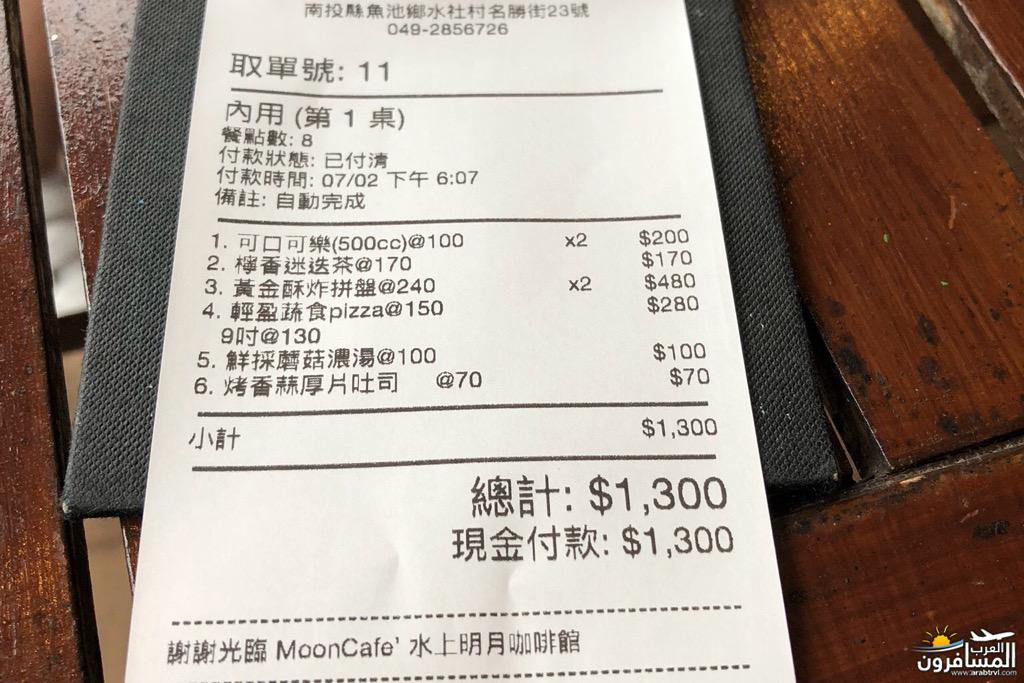 南投縣魚池鄉水社村名勝街23號
049-2856726
取單號: 11
內用 (第 1 桌)
餐點數: 8
付款狀態: 已付清
付款時間: 07/02 下午 6:07
備註: 自動完成
1. 可口可樂(500cc)@100 x2 $200
2. 檸香迷迭茶@170 $170
3. 黃金酥炸拼盤@240 x2 $480
4. 輕盈蔬食pizza@150 $280
9吋@130
5. 鮮採蘑菇濃湯@100 $100
6. 烤香蒜厚片吐司 @70 $70
小計 $1,300
總計: $1,300
現金付款: $1,300
謝謝光臨 MoonCafe' 水上明月咖啡館
العرب
المسافرون
www.arabtrvl.com